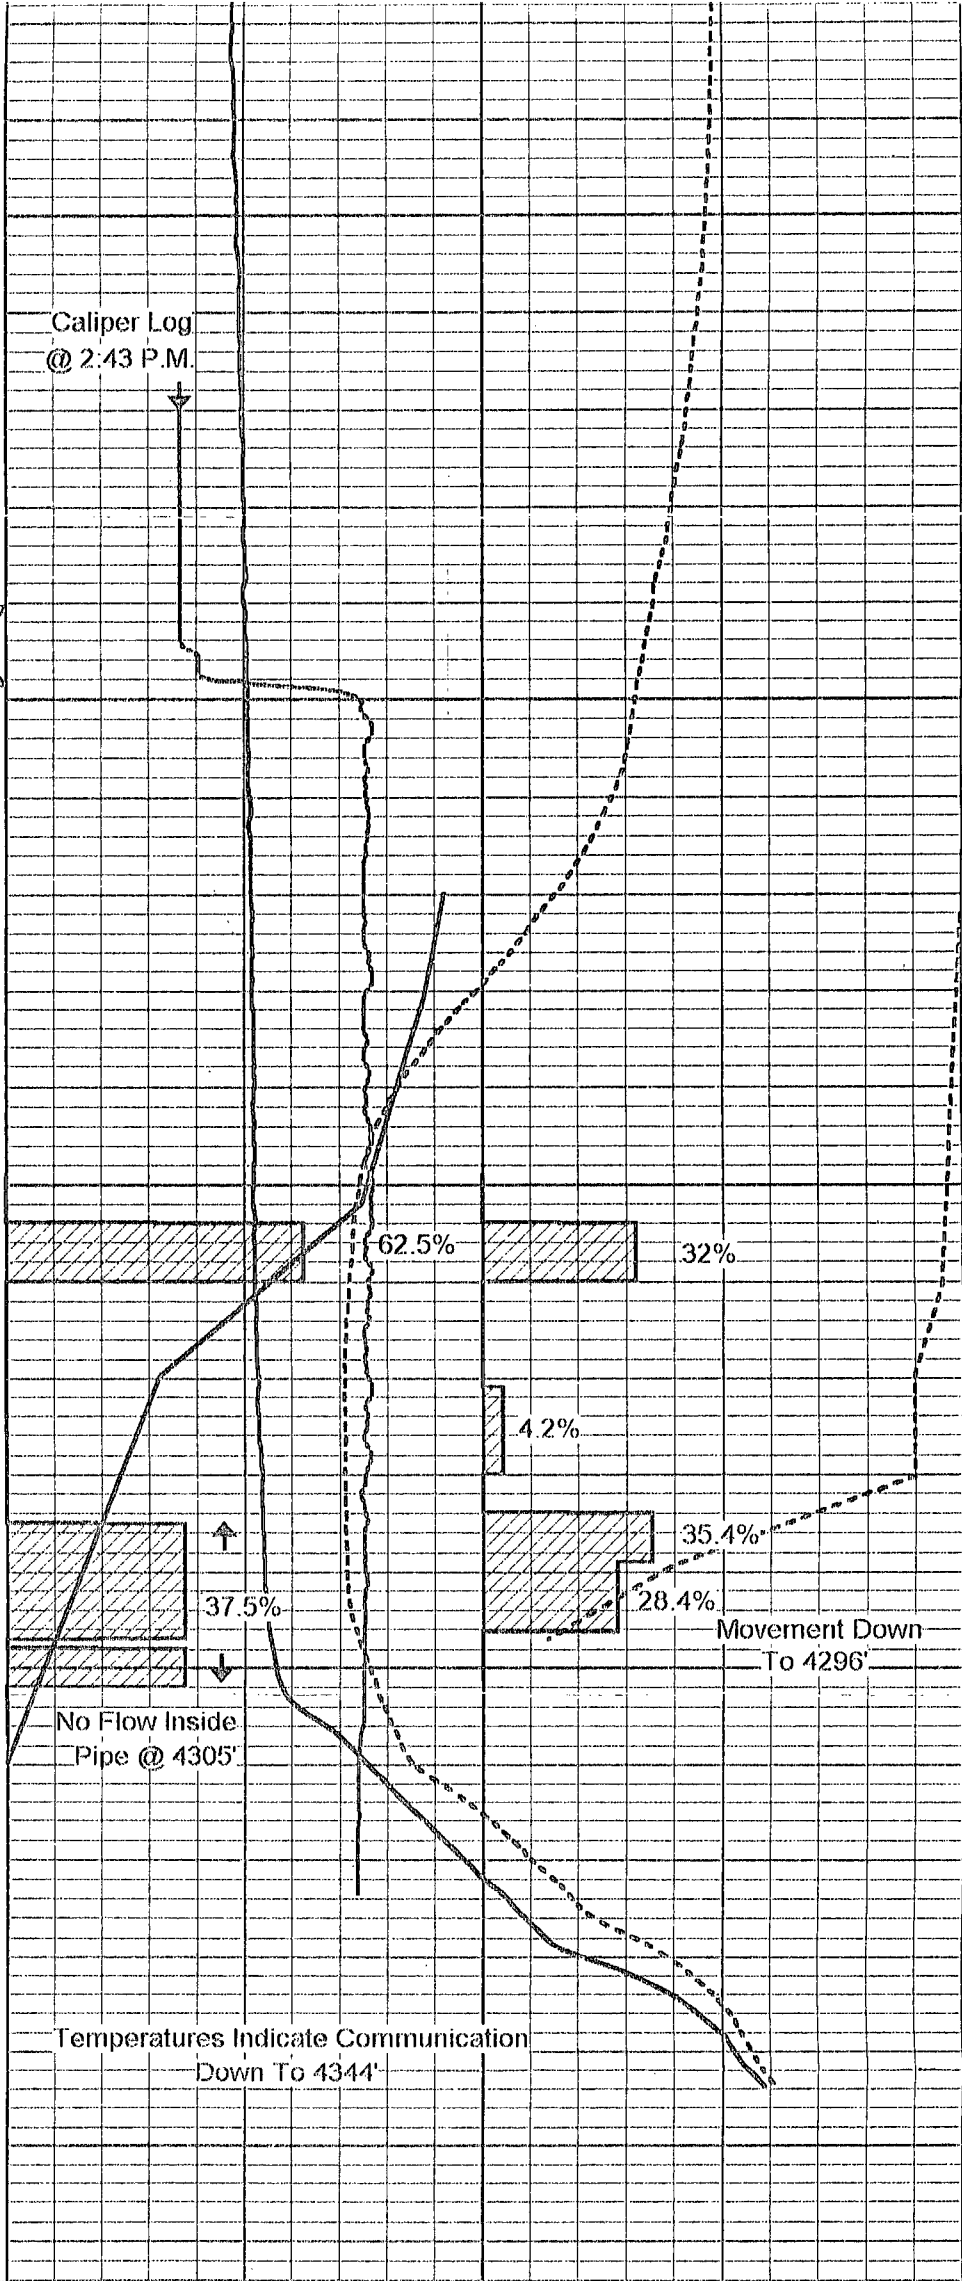 Caliper Log
@ 2:43 P.M.
62.5%
32%
4.2%
35.4%
37.5%
28.4%
Movement Down
To 4296'
No Flow Inside
Pipe @ 4305'
Temperatures Indicate Communication
Down To 4344'